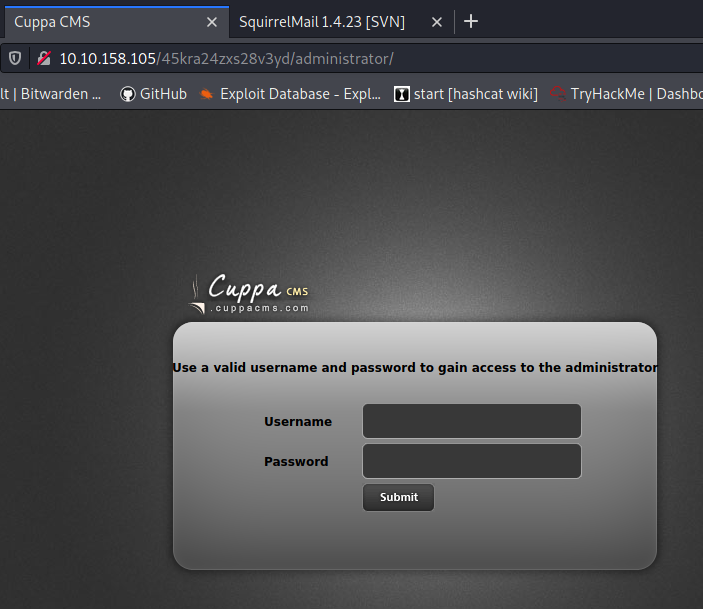 Cuppa CMS
SquirrelMail 1.4.23 [SVN]
10.10.158.105/45kra24zxs28v3yd/administrator/
lt | Bitwarden ... GitHub Exploit Database - Expl... start [hashcat wiki] TryHackMe | Dashbo
Cuppa CMS
.cuppacms.com
Use a valid username and password to gain access to the administrator
Username
Password
Submit